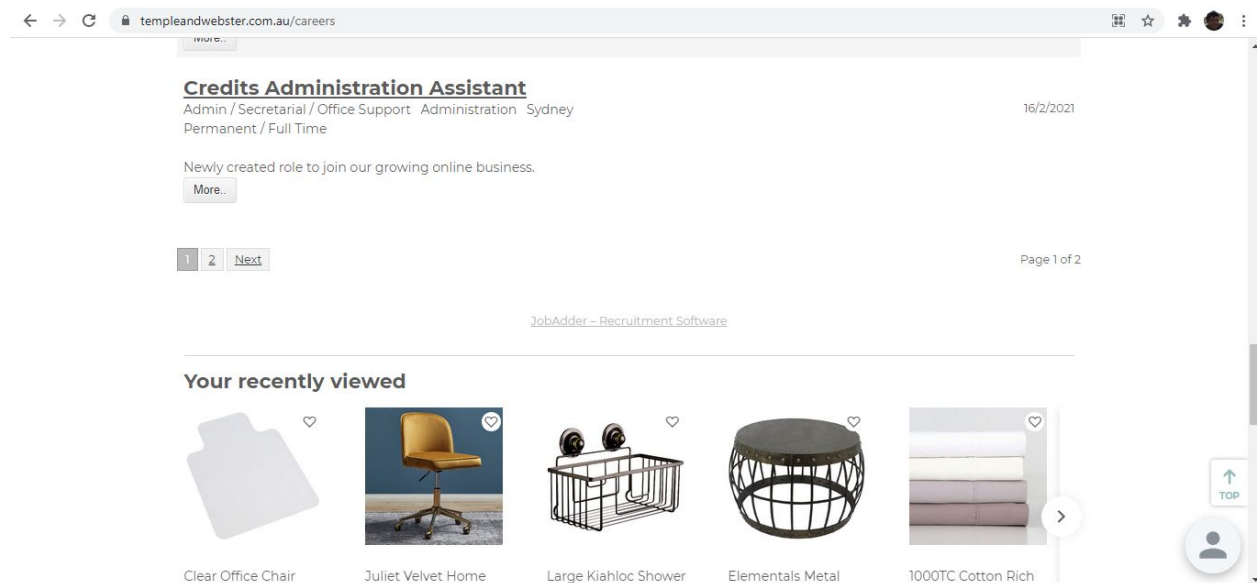 templeandwebster.com.au/careers
More..
Credits Administration Assistant
Admin / Secretarial / Office Support Administration Sydney
16/2/2021
Permanent / Full Time
Newly created role to join our growing online business.
More..
1 2 Next
Page 1 of 2
JobAdder – Recruitment Software
Your recently viewed
TOP
Clear Office Chair
Juliet Velvet Home
Large Kiahloc Shower
Elementals Metal
1000TC Cotton Rich